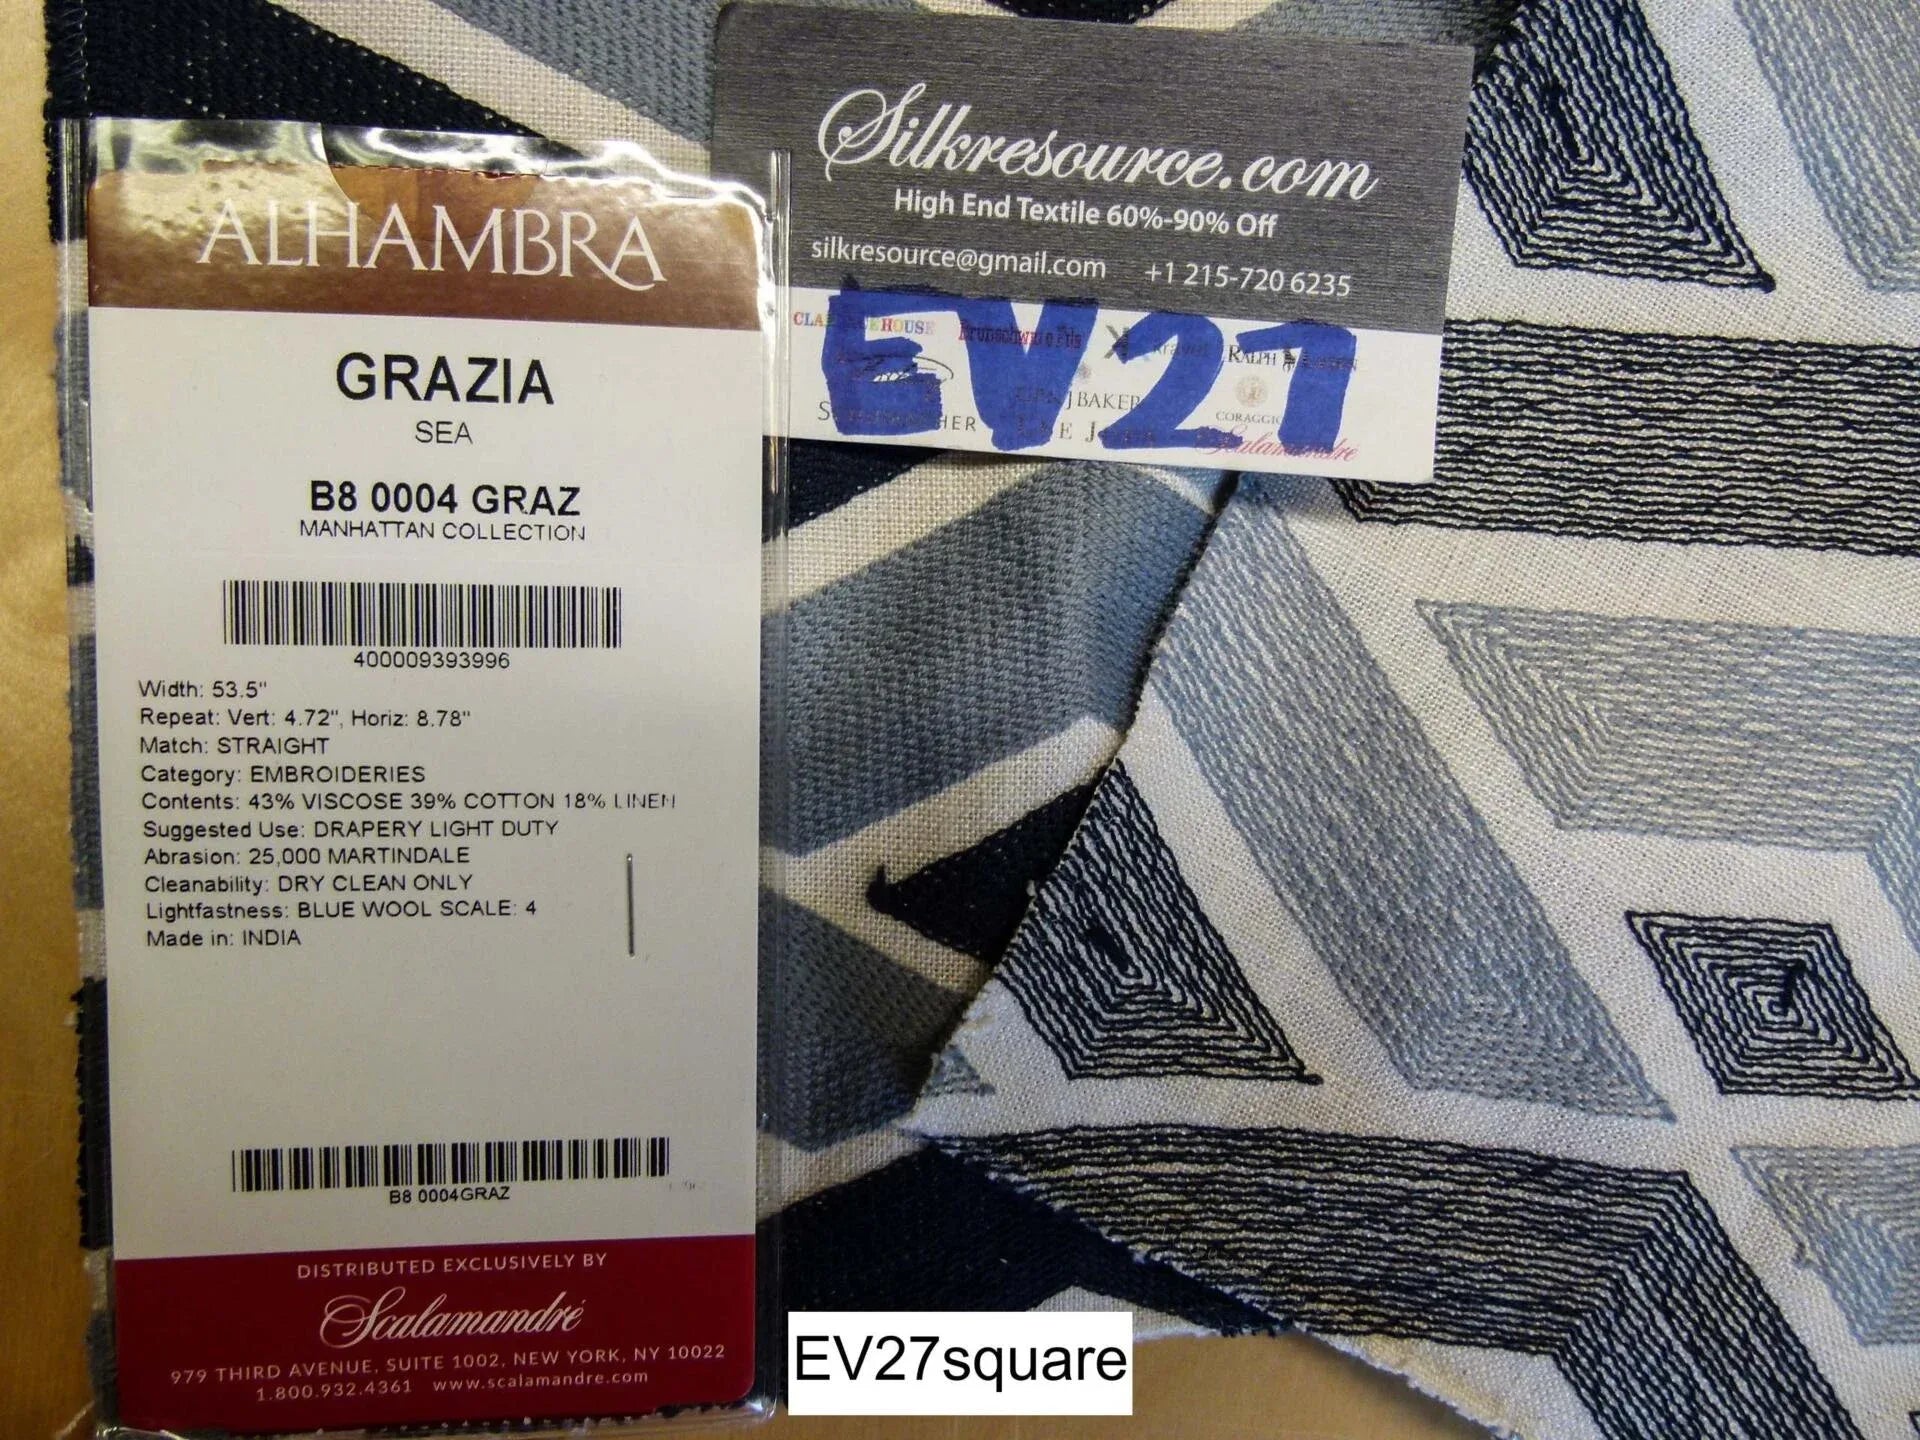 ALHAMBRA
GRAZIA
SEA
B8 0004 GRAZ
MANHATTAN COLLECTION
400009393996
Width: 53.5"
Repeat: Vert: 4.72", Horiz: 8.78"
Match: STRAIGHT
Category: EMBROIDERIES
Contents: 43% VISCOSE 39% COTTON 18% LINEN
Suggested Use: DRAPERY LIGHT DUTY
Abrasion: 25,000 MARTINDALE
Cleanability: DRY CLEAN ONLY
Lightfastness: BLUE WOOL SCALE: 4
Made in: INDIA
B8 0004GRAZ
DISTRIBUTED EXCLUSIVELY BY
Scalamandré
979 THIRD AVENUE, SUITE 1002, NEW YORK, NY 10022
1.800.932.4361 www.scalamandre.com
Silkresource.com
High End Textile 60%-90% Off
silkresource@gmail.com +1 215-720 6235
EV27
Brunschwig & Fils
RALPH
JBAKER
CORAGGIO
Scalamandré
EV27square